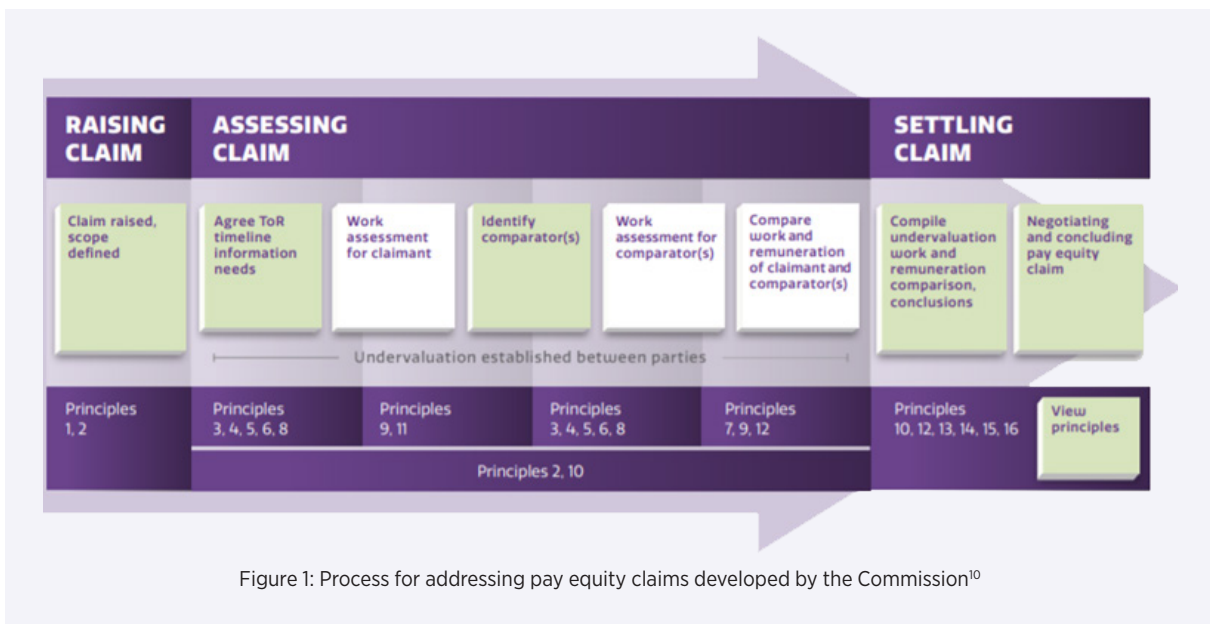 RAISING
CLAIM
ASSESSING
CLAIM
SETTLING
CLAIM
Claim raised,
scope
defined
Agree ToR
timeline
information
needs
Work
assessment
for claimant
Identify
comparator(s)
Work
assessment for
comparator(s)
Compare
work and
remuneration
of claimant and
comparator(s)
Compile
undervaluation
work and
remuneration
comparison,
conclusions
Negotiating
and concluding
pay equity
claim
Undervaluation established between parties
Principles
1, 2
Principles
3, 4, 5, 6, 8
Principles
9, 11
Principles
3, 4, 5, 6, 8
Principles
7, 9, 12
Principles
10, 12, 13, 14, 15, 16
View
principles
Principles 2, 10
Figure 1: Process for addressing pay equity claims developed by the Commission¹⁰